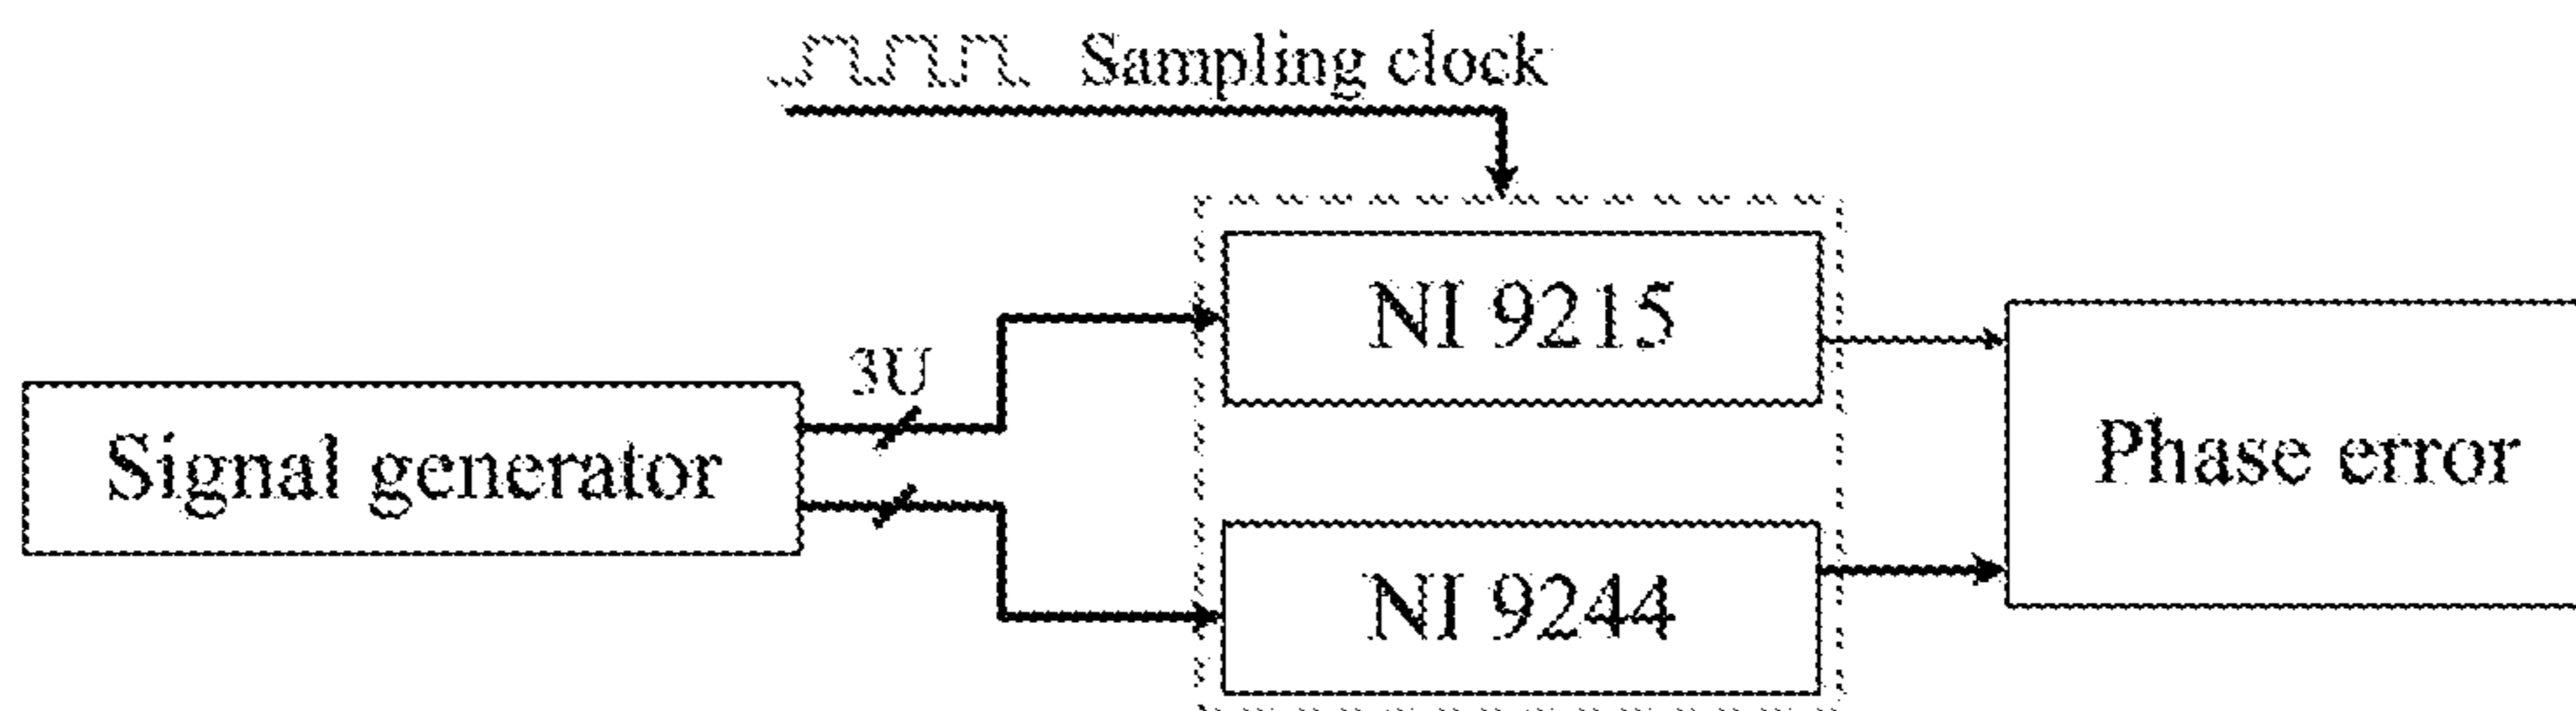 Sampling clock
NI 9215
3U
Signal generator
Phase error
NI 9244